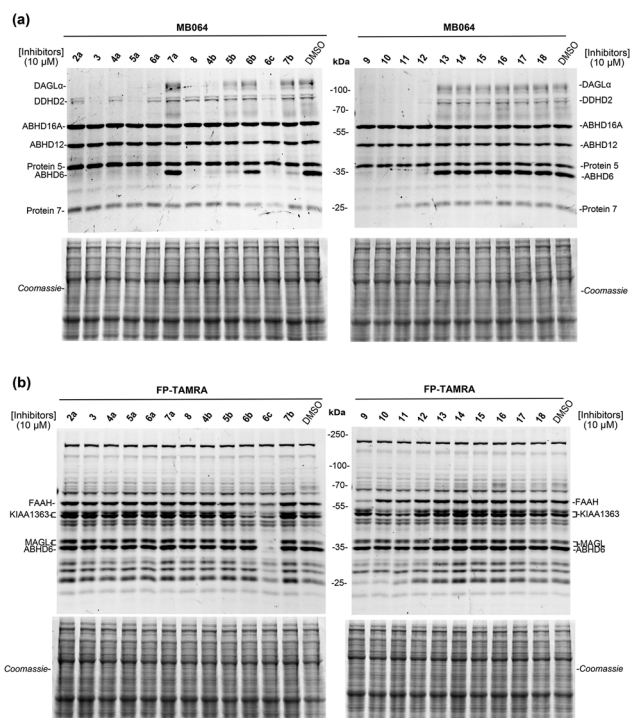 (a)
MB064
MB064
[Inhibitors]
(10 µM)
2a 3 4a 5a 6a 7a 8 4b 5b 6b 6c 7b DMSO
9 10 11 12 13 14 15 16 17 18 DMSO
[Inhibitors]
(10 µM)
kDa
DAGLα-
DDHD2-
ABHD16A-
ABHD12-
Protein 5-
ABHD6-
Protein 7-
-100-
-70-
-55-
-35-
-25-
-DAGLα
-DDHD2
-ABHD16A
-ABHD12
-Protein 5
-ABHD6
-Protein 7
Coomassie-
-Coomassie
(b)
FP-TAMRA
FP-TAMRA
[Inhibitors]
(10 µM)
2a 3 4a 5a 6a 7a 8 4b 5b 6b 6c 7b DMSO
9 10 11 12 13 14 15 16 17 18 DMSO
[Inhibitors]
(10 µM)
kDa
FAAH-
KIAA1363-
MAGL
ABHD6-
-250-
-100-
-70-
-55-
-35-
-25-
-FAAH
-KIAA1363
-MAGL
-ABHD6
Coomassie-
-Coomassie